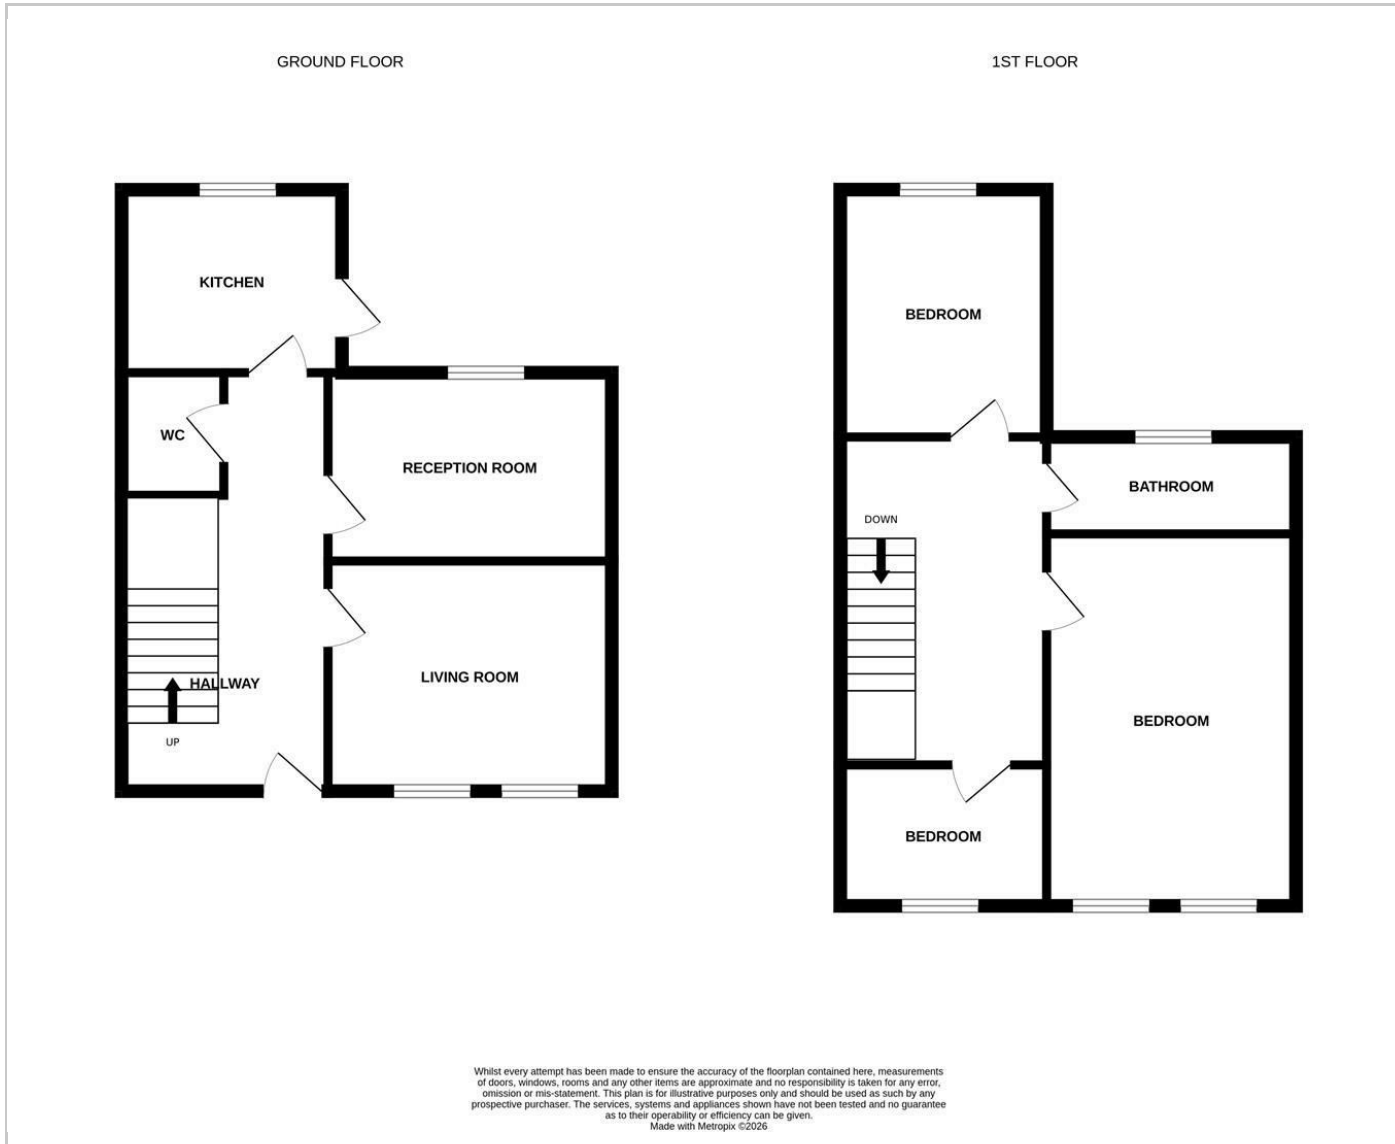 GROUND FLOOR
1ST FLOOR
KITCHEN
WC
RECEPTION ROOM
HALLWAY
LIVING ROOM
UP
BEDROOM
BATHROOM
DOWN
BEDROOM
BEDROOM
Whilst every attempt has been made to ensure the accuracy of the floorplan contained here, measurements
of doors, windows, rooms and any other items are approximate and no responsibility is taken for any error,
omission or mis-statement. This plan is for illustrative purposes only and should be used as such by any
prospective purchaser. The services, systems and appliances shown have not been tested and no guarantee
as to their operability or efficiency can be given.
Made with Metropix ©2026